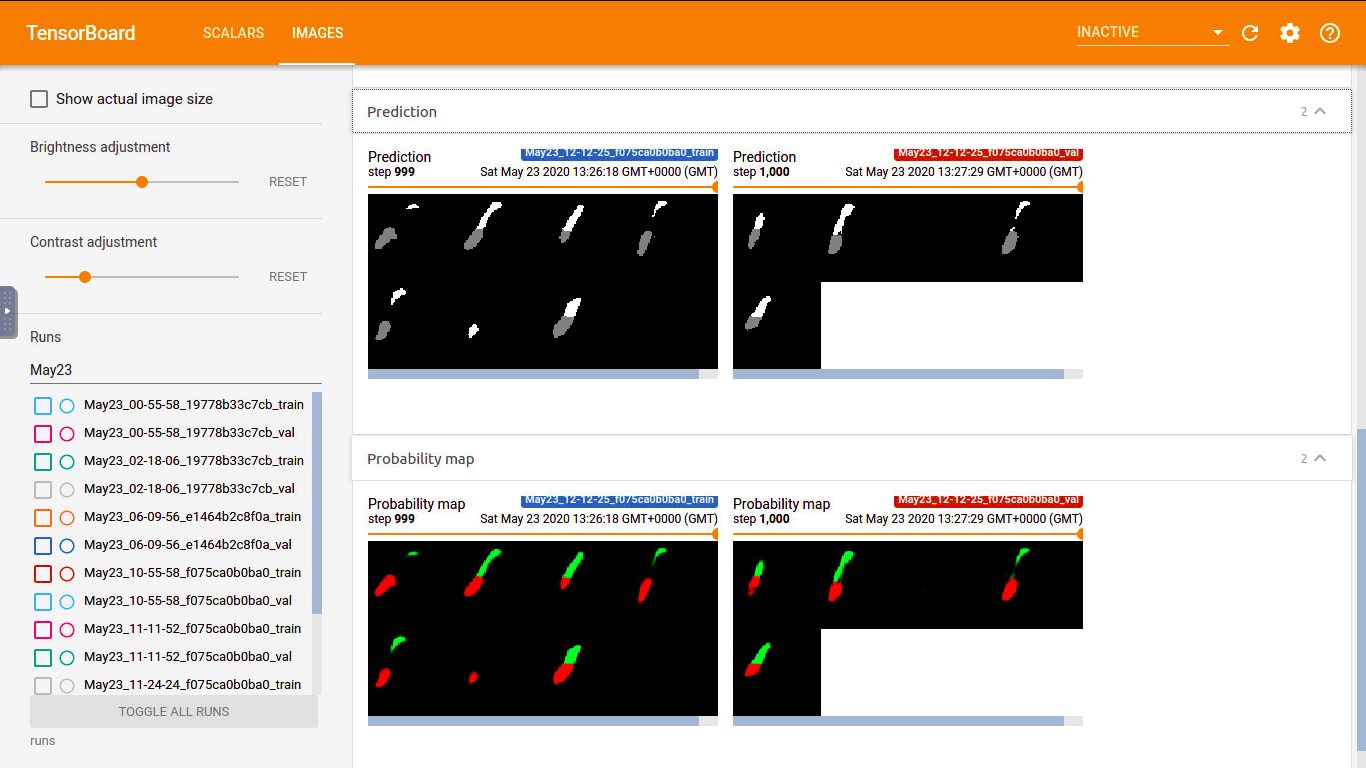 TensorBoard
SCALARS
IMAGES
INACTIVE
Show actual image size
Brightness adjustment
RESET
Contrast adjustment
RESET
Runs
May23
May23_00-55-58_19778b33c7cb_train
May23_00-55-58_19778b33c7cb_val
May23_02-18-06_19778b33c7cb_train
May23_02-18-06_19778b33c7cb_val
May23_06-09-56_e1464b2c8f0a_train
May23_06-09-56_e1464b2c8f0a_val
May23_10-55-58_f075ca0b0ba0_train
May23_10-55-58_f075ca0b0ba0_val
May23_11-11-52_f075ca0b0ba0_train
May23_11-11-52_f075ca0b0ba0_val
May23_11-24-24_f075ca0b0ba0_train
TOGGLE ALL RUNS
runs
Prediction
2
Prediction
May23_12-12-25_f075ca0b0ba0_train
step 999
Sat May 23 2020 13:26:18 GMT+0000 (GMT)
Prediction
May23_12-12-25_f075ca0b0ba0_val
step 1,000
Sat May 23 2020 13:27:29 GMT+0000 (GMT)
Probability map
2
Probability map
May23_12-12-25_f075ca0b0ba0_train
step 999
Sat May 23 2020 13:26:18 GMT+0000 (GMT)
Probability map
May23_12-12-25_f075ca0b0ba0_val
step 1,000
Sat May 23 2020 13:27:29 GMT+0000 (GMT)